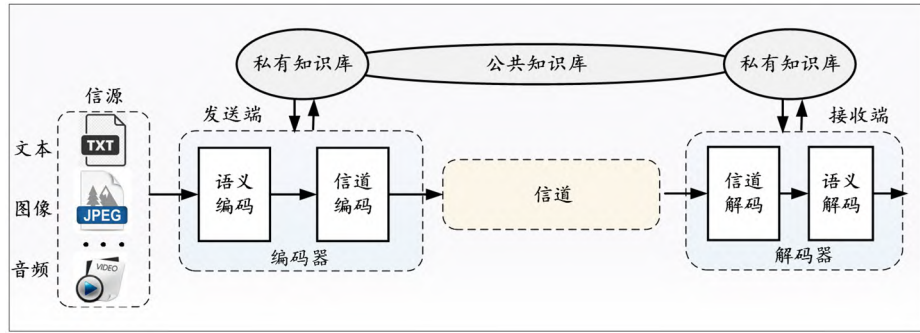 私有知识库
公共知识库
私有知识库
信源
发送端
接收端
文本
TXT
图像
JPEG
...
音频
VIDEO
语义
编码
信道
编码
编码器
信道
信道
解码
语义
解码
解码器